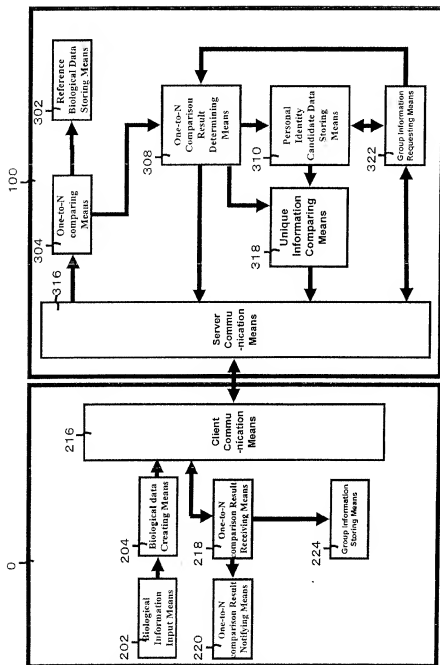 0
202
Biological
Information
Input Means
204
Biological data
Creating Means
216
Client
Commu
-nication
Means
218
One-to-N
comparison Result
Receiving Means
220
One-to-N
comparison Result
Notifying Means
224
Group Information
Storing Means
100
316
Server
Commu
-nication
Means
304
One-to-N
comparing
Means
302
Reference
Biological Data
Storing Means
308
One-to-N
Comparison
Result
Determining
Means
310
Personal
Identity
Candidate Data
Storing
Means
318
Unique
Information
Comparing
Means
322
Group Information
Requesting Means